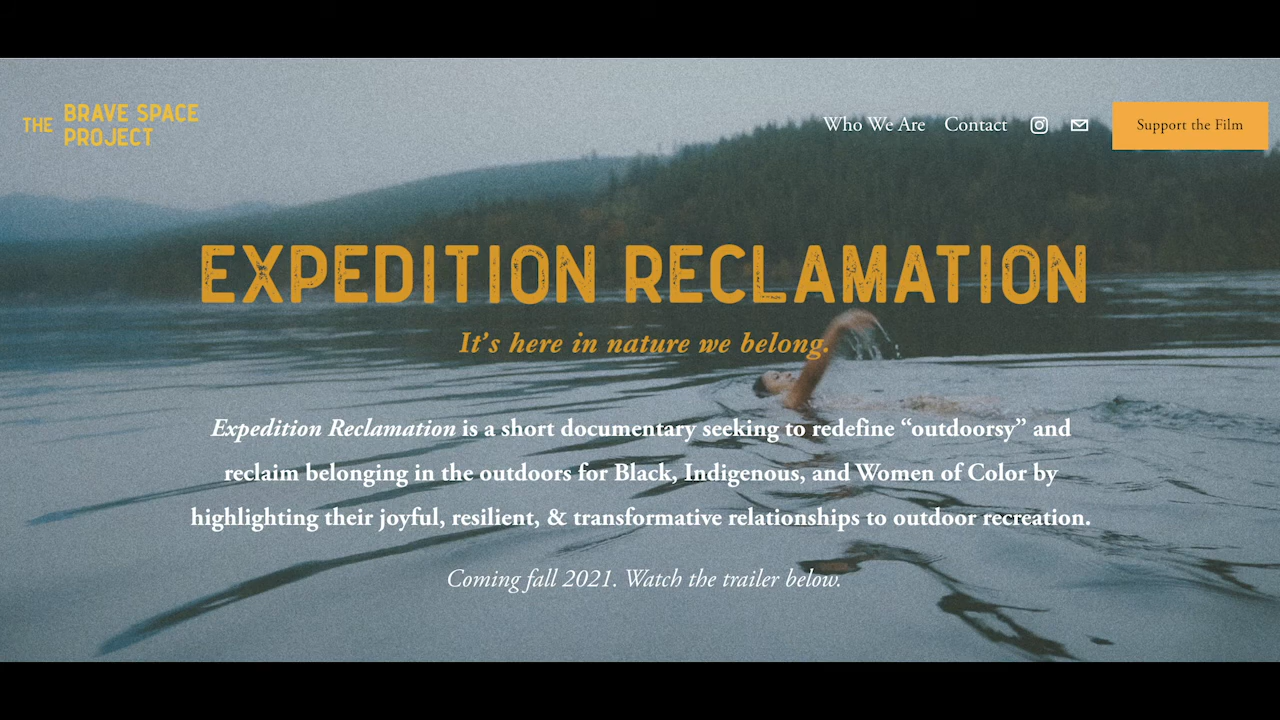 THE BRAVE SPACE
PROJECT
Who We Are Contact
Support the Film
EXPEDITION RECLAMATION
It’s here in nature we belong.
Expedition Reclamation is a short documentary seeking to redefine “outdoorsy” and
reclaim belonging in the outdoors for Black, Indigenous, and Women of Color by
highlighting their joyful, resilient, & transformative relationships to outdoor recreation.
Coming fall 2021. Watch the trailer below.